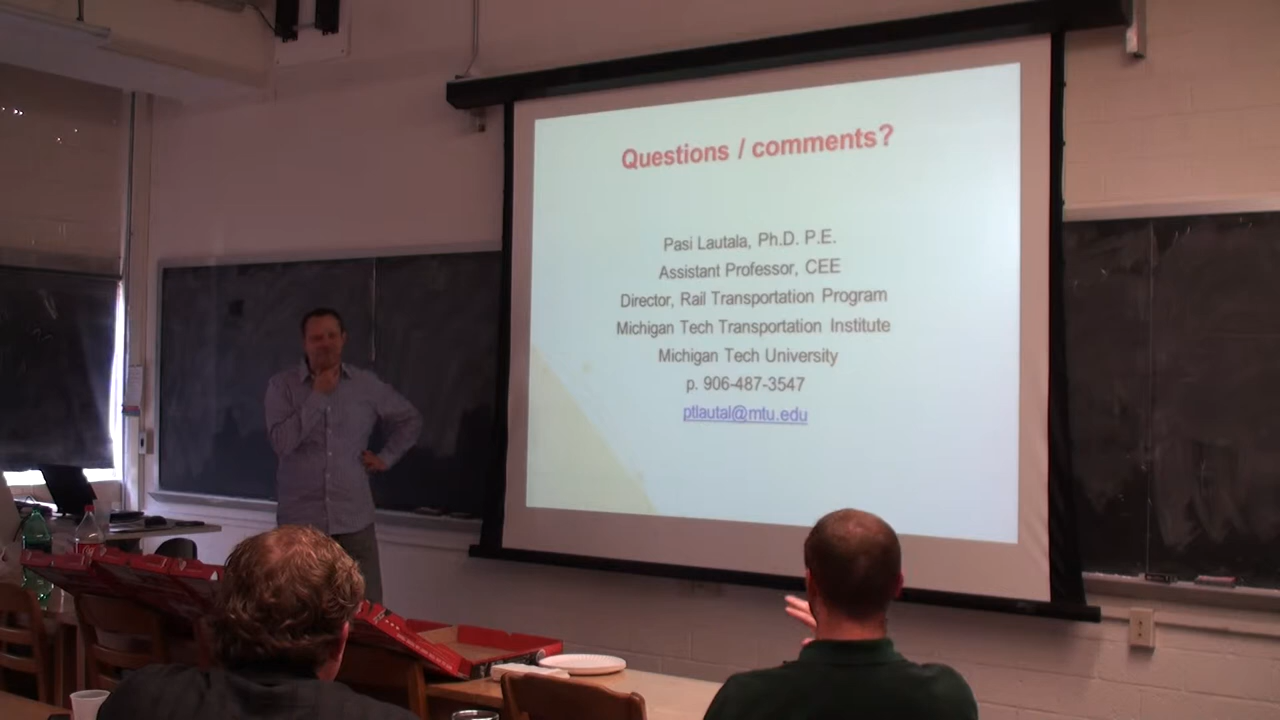 Questions / comments?
Pasi Lautala, Ph.D. P.E.
Assistant Professor, CEE
Director, Rail Transportation Program
Michigan Tech Transportation Institute
Michigan Tech University
p. 906-487-3547
ptlautal@mtu.edu